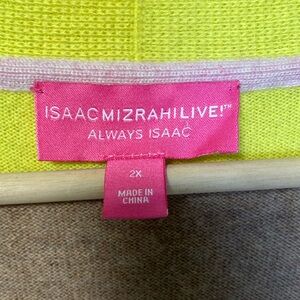 ISAACMIZRAHILIVE!™
ALWAYS ISAAC
2X
MADE IN
CHINA